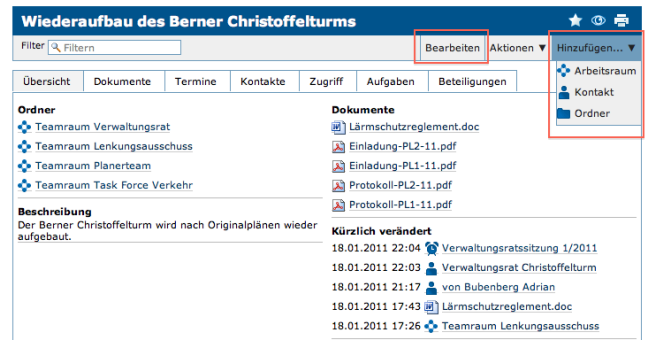 Wiederaufbau des Berner Christoffelturms
Filter Filtern Bearbeiten Aktionen ▼ Hinzufügen... ▼
Arbeitsraum
Kontakt
Ordner
Übersicht Dokumente Termine Kontakte Zugriff Aufgaben Beteiligungen
Ordner
Teamraum Verwaltungsrat
Teamraum Lenkungsausschuss
Teamraum Planerteam
Teamraum Task Force Verkehr
Beschreibung
Der Berner Christoffelturm wird nach Originalplänen wieder
aufgebaut.
Dokumente
Lärmschutzreglement.doc
Einladung-PL2-11.pdf
Einladung-PL1-11.pdf
Protokoll-PL2-11.pdf
Protokoll-PL1-11.pdf
Kürzlich verändert
18.01.2011 22:04 Verwaltungsratssitzung 1/2011
18.01.2011 22:03 Verwaltungsrat Christoffelturm
18.01.2011 21:17 von Bubenberg Adrian
18.01.2011 17:43 Lärmschutzreglement.doc
18.01.2011 17:26 Teamraum Lenkungsausschuss